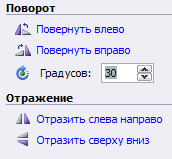 Поворот
Повернуть влево
Повернуть вправо
Градусов: 30
Отражение
Отразить слева направо
Отразить сверху вниз